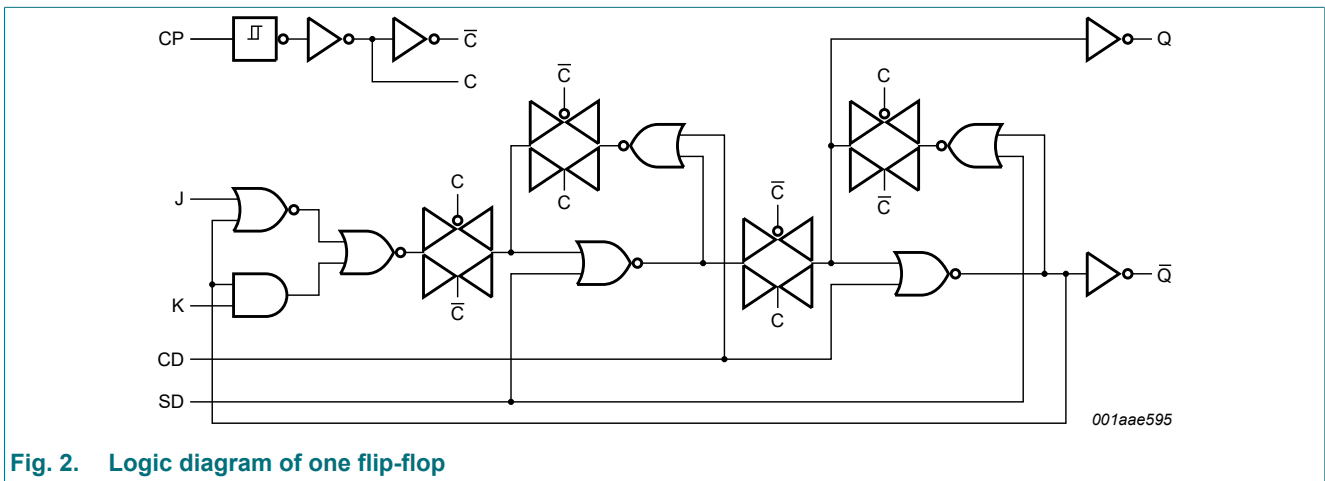 CP
C̅
Q
C
C̅
C
J
C
C̅
C
C̅
C̅
K
C̅
C
Q̅
CD
SD
001aae595
Fig. 2. Logic diagram of one flip-flop